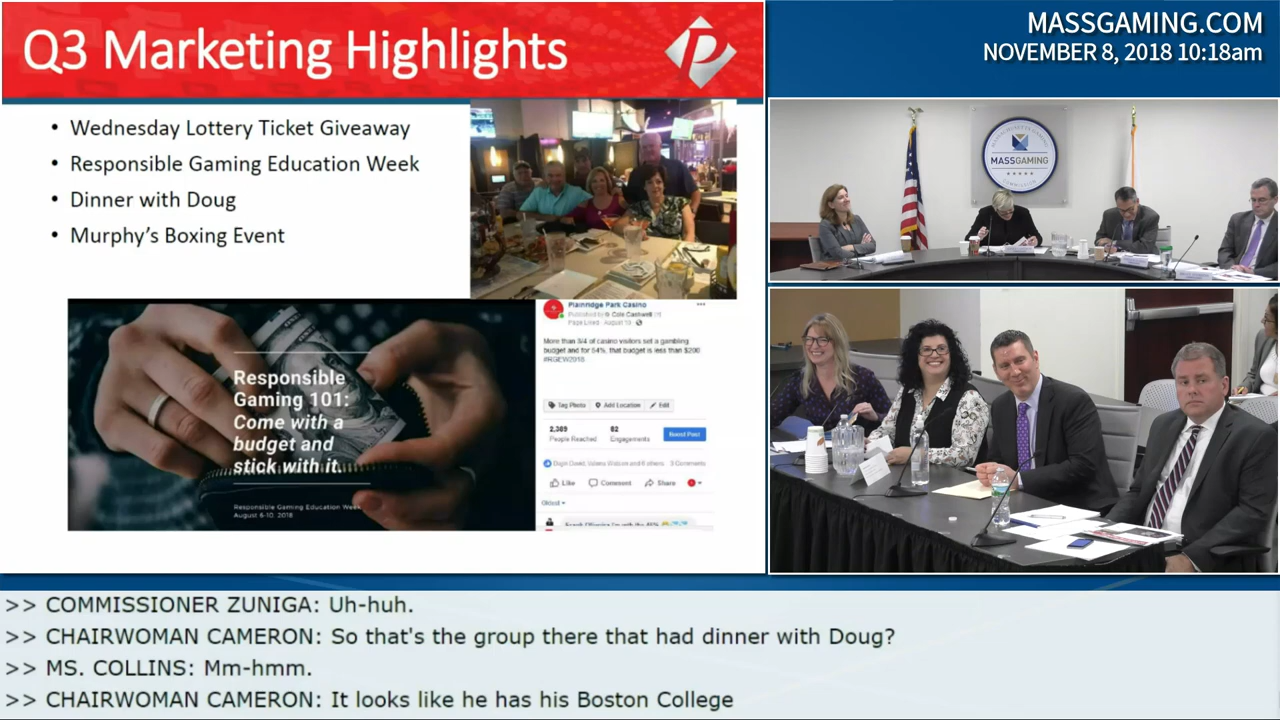 Q3 Marketing Highlights
MASSGAMING.COM
NOVEMBER 8, 2018 10:18am
• Wednesday Lottery Ticket Giveaway
• Responsible Gaming Education Week
• Dinner with Doug
• Murphy's Boxing Event
MASSGAMING
Responsible
Gaming 101:
Come with a
budget and
stick with it.
Responsible Gaming Education Week
August 6-10, 2018
Plainridge Park Casino
More than 3/4 of casino visitors set a gambling
budget and for 54%, that budget is less than $200
#RGEW2018
Tag Photo
Add Location
Edit
2,389
People Reached
82
Engagements
Boost Post
3 Comments
Like
Comment
Share
Oldest
>> COMMISSIONER ZUNIGA: Uh-huh.
>> CHAIRWOMAN CAMERON: So that's the group there that had dinner with Doug?
>> MS. COLLINS: Mm-hmm.
>> CHAIRWOMAN CAMERON: It looks like he has his Boston College